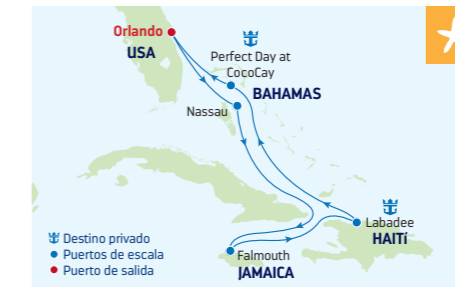 Orlando
USA
Perfect Day at
CocoCay
BAHAMAS
Nassau
Labadee
HAITí
Falmouth
JAMAICA
Destino privado
Puertos de escala
Puerto de salida